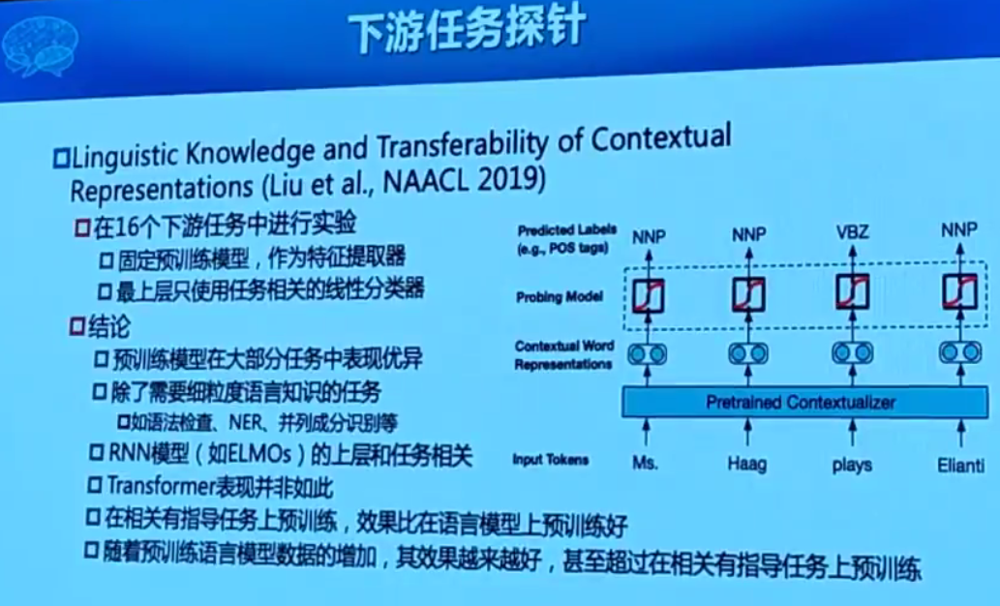 下游任务探针
Linguistic Knowledge and Transferability of Contextual
Representations (Liu et al., NAACL 2019)
在16个下游任务中进行实验
固定预训练模型，作为特征提取器
最上层只使用任务相关的线性分类器
结论
预训练模型在大部分任务中表现优异
除了需要细粒度语言知识的任务
如语法检查、NER、并列成分识别等
RNN模型（如ELMOs）的上层和任务相关
Transformer表现并非如此
在相关有指导任务上预训练，效果比在语言模型上预训练好
随着预训练语言模型数据的增加，其效果越来越好，甚至超过在相关有指导任务上预训练
Predicted Labels
(e.g., POS tags)
NNP NNP VBZ NNP
Probing Model
Contextual Word
Representations
Pretrained Contextualizer
Input Tokens
Ms. Haag plays Elianti